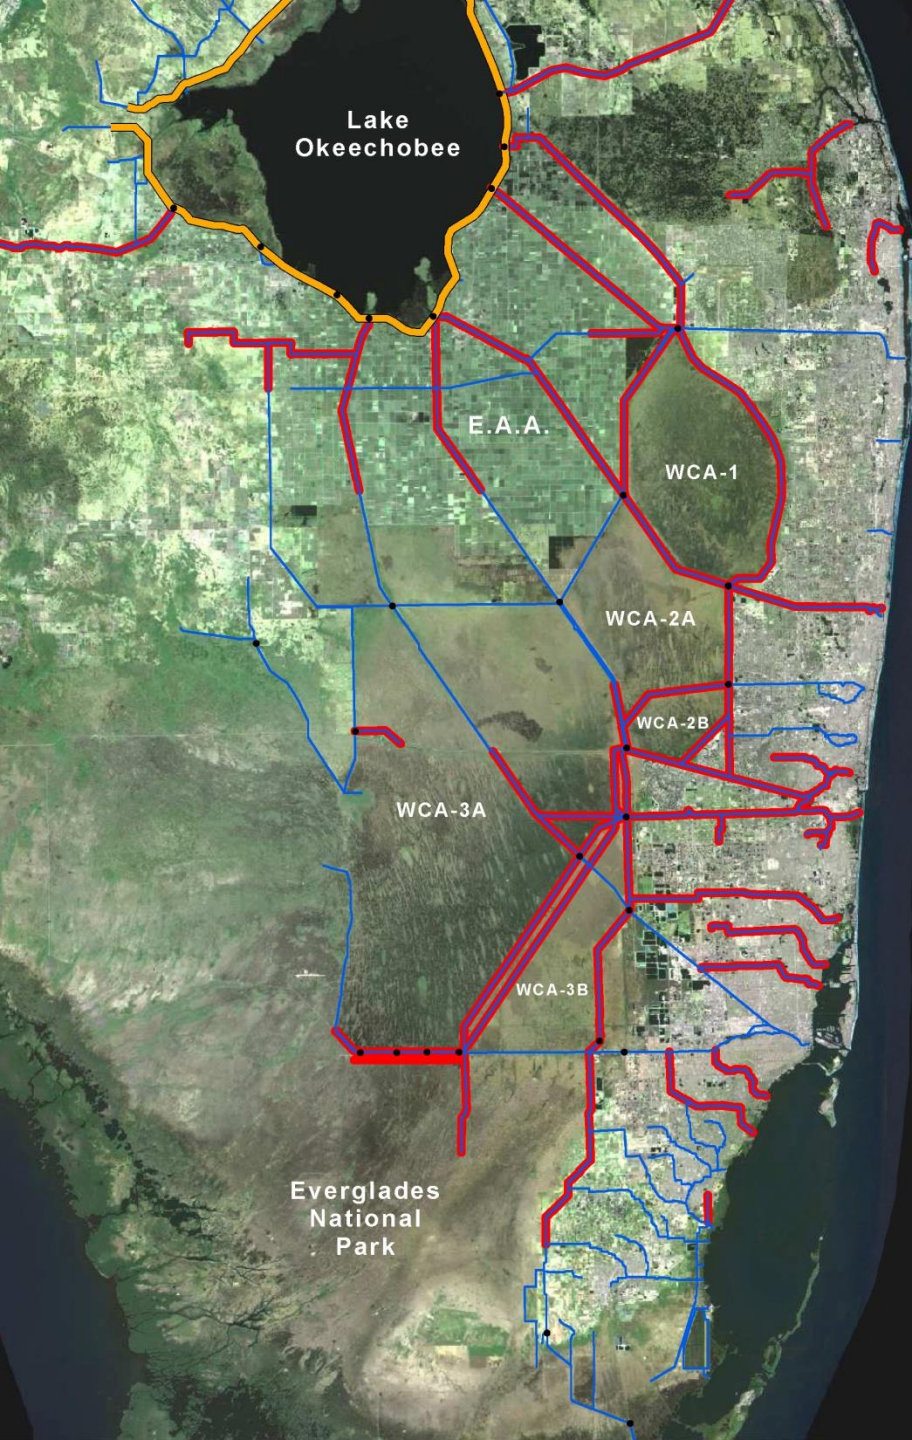 Lake
Okeechobee
E.A.A.
WCA-1
WCA-2A
WCA-2B
WCA-3A
WCA-3B
Everglades
National
Park